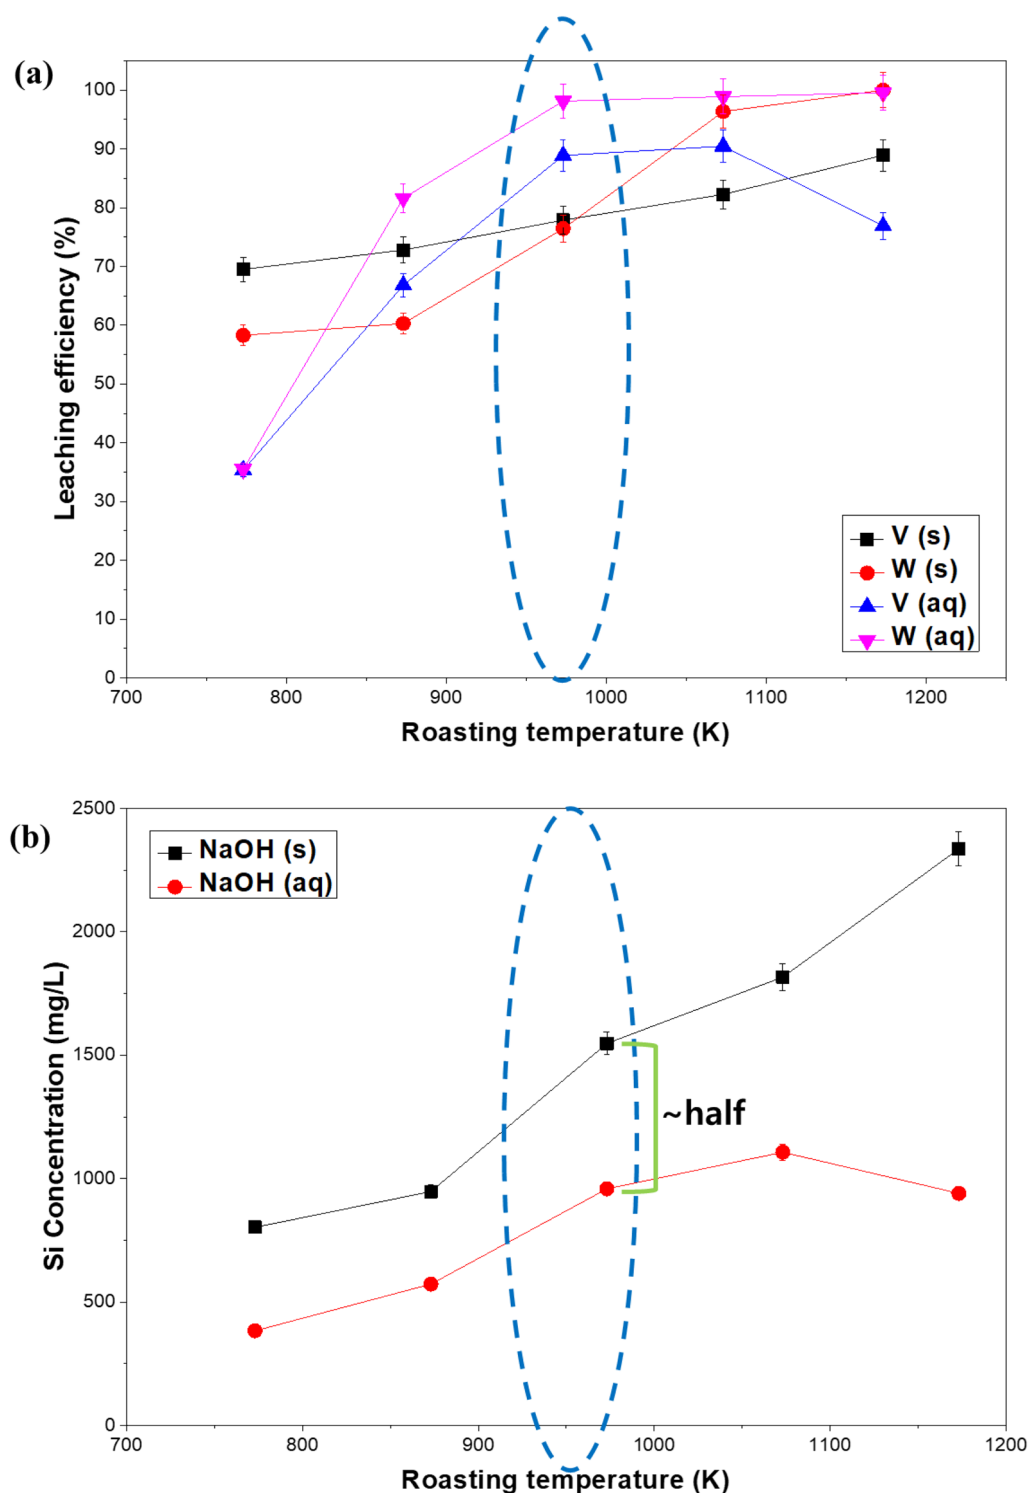 (a)
100
90
80
70
60
50
40
30
20
10
0
Leaching efficiency (%)
V (s)
W (s)
V (aq)
W (aq)
700 800 900 1000 1100 1200
Roasting temperature (K)
(b)
2500
2000
1500
1000
500
0
Si Concentration (mg/L)
NaOH (s)
NaOH (aq)
~half
700 800 900 1000 1100 1200
Roasting temperature (K)